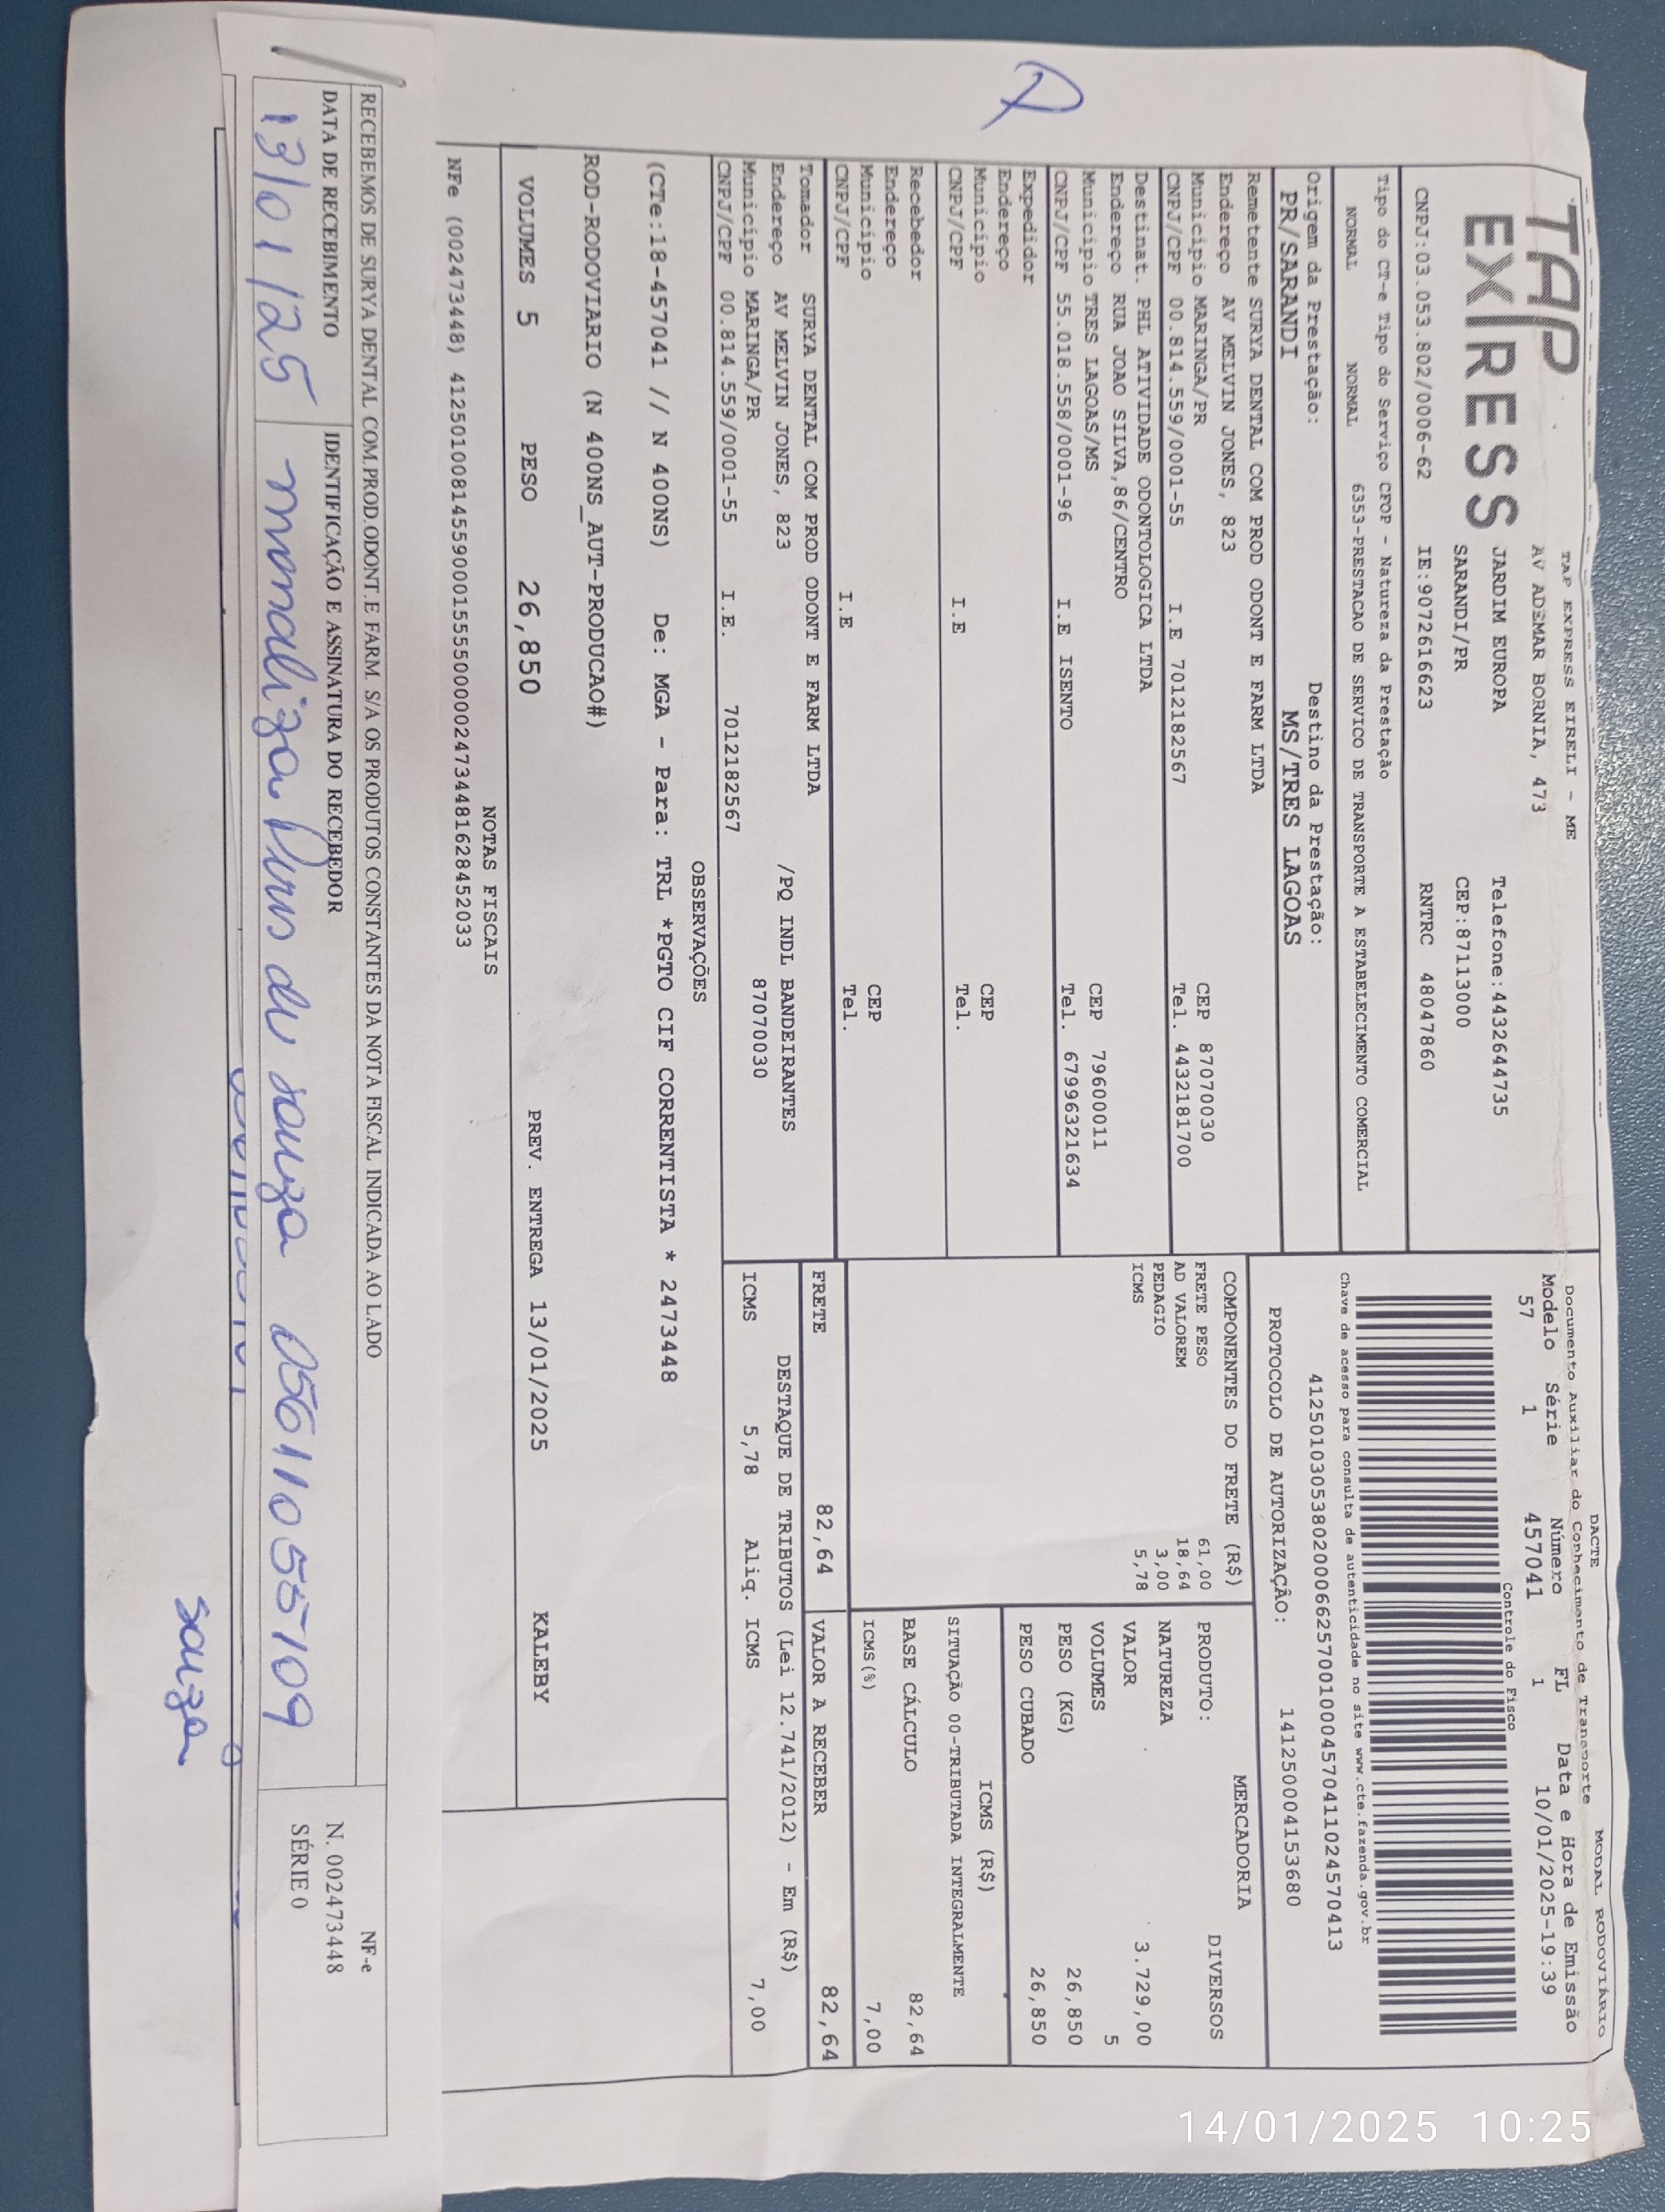 TAP EXPRESS
TAP EXPRESS EIRELI - ME
AV ADEMAR BORNIA, 473
JARDIM EUROPA Telefone:4432644735
SARANDI/PR CEP:87113000
CNPJ:03.053.802/0006-62 IE:9072616623 RNTRC 48047860
Tipo do CT-e Tipo do Serviço CFOP - Natureza da Prestação
NORMAL NORMAL 6353-PRESTACAO DE SERVICO DE TRANSPORTE A ESTABELECIMENTO COMERCIAL
Origem da Prestação: Destino da Prestação:
PR/SARANDI MS/TRES LAGOAS
Remetente SURYA DENTAL COM PROD ODONT E FARM LTDA
Endereço AV MELVIN JONES, 823
Município MARINGA/PR CEP 87070030
CNPJ/CPF 00.814.559/0001-55 I.E 7012182567 Tel. 443218​1700
Destinat. PHL ATIVIDADE ODONTOLOGICA LTDA
Endereço RUA JOAO SILVA,86/CENTRO
Município TRES LAGOAS/MS CEP 79600011
CNPJ/CPF 55.018.558/0001-96 I.E ISENTO Tel. 67996321634
Expedidor
Endereço
Município CEP
CNPJ/CPF I.E Tel.
Recebedor
Endereço
Município CEP
CNPJ/CPF I.E Tel.
Tomador SURYA DENTAL COM PROD ODONT E FARM LTDA
Endereço AV MELVIN JONES, 823 /PQ INDL BANDEIRANTES
Município MARINGA/PR 87070030
CNPJ/CPF 00.814.559/0001-55 I.E. 7012182567
DACTE MODAL RODOVIÁRIO
Documento Auxiliar do Conhecimento de Transporte
Modelo Série Número FL Data e Hora de Emissão
57 1 457041 1 10/01/2025-19:39
Controle do Fisco
Chave de acesso para consulta de autenticidade no site www.cte.fazenda.gov.br
41250103053802000662570010004570411024570413
PROTOCOLO DE AUTORIZAÇÃO: 141250004153680
COMPONENTES DO FRETE (R$)
FRETE PESO 61,00
AD VALOREM 18,64
PEDAGIO 3,00
ICMS 5,78
MERCADORIA
PRODUTO: DIVERSOS
NATUREZA
VALOR 3.729,00
VOLUMES 5
PESO (KG) 26,850
PESO CUBADO 26,850
ICMS (R$)
SITUAÇÃO 00-TRIBUTADA INTEGRALMENTE
BASE CÁLCULO 82,64
ICMS(%) 7,00
FRETE 82,64 VALOR A RECEBER 82,64
DESTAQUE DE TRIBUTOS (Lei 12.741/2012) - Em (R$)
ICMS 5,78 Aliq. ICMS 7,00
OBSERVAÇÕES
(CTe:18-457041 // N 400NS) De: MGA - Para: TRL *PGTO CIF CORRENTISTA * 2473448
ROD-RODOVIARIO (N 400NS_AUT-PRODUCAO#)
VOLUMES 5 PESO 26,850 PREV. ENTREGA 13/01/2025 KALEBY
NOTAS FISCAIS
NFe (002473448) 41250100814559000155550000024734481628452033
RECEBEMOS DE SURYA DENTAL COM.PROD.ODONT.E FARM. S/A OS PRODUTOS CONSTANTES DA NOTA FISCAL INDICADA AO LADO
DATA DE RECEBIMENTO IDENTIFICAÇÃO E ASSINATURA DO RECEBEDOR
13/01/25 de souza 05611055109
NF-e
N. 002473448
SÉRIE 0
souza
14/01/2025 10:25